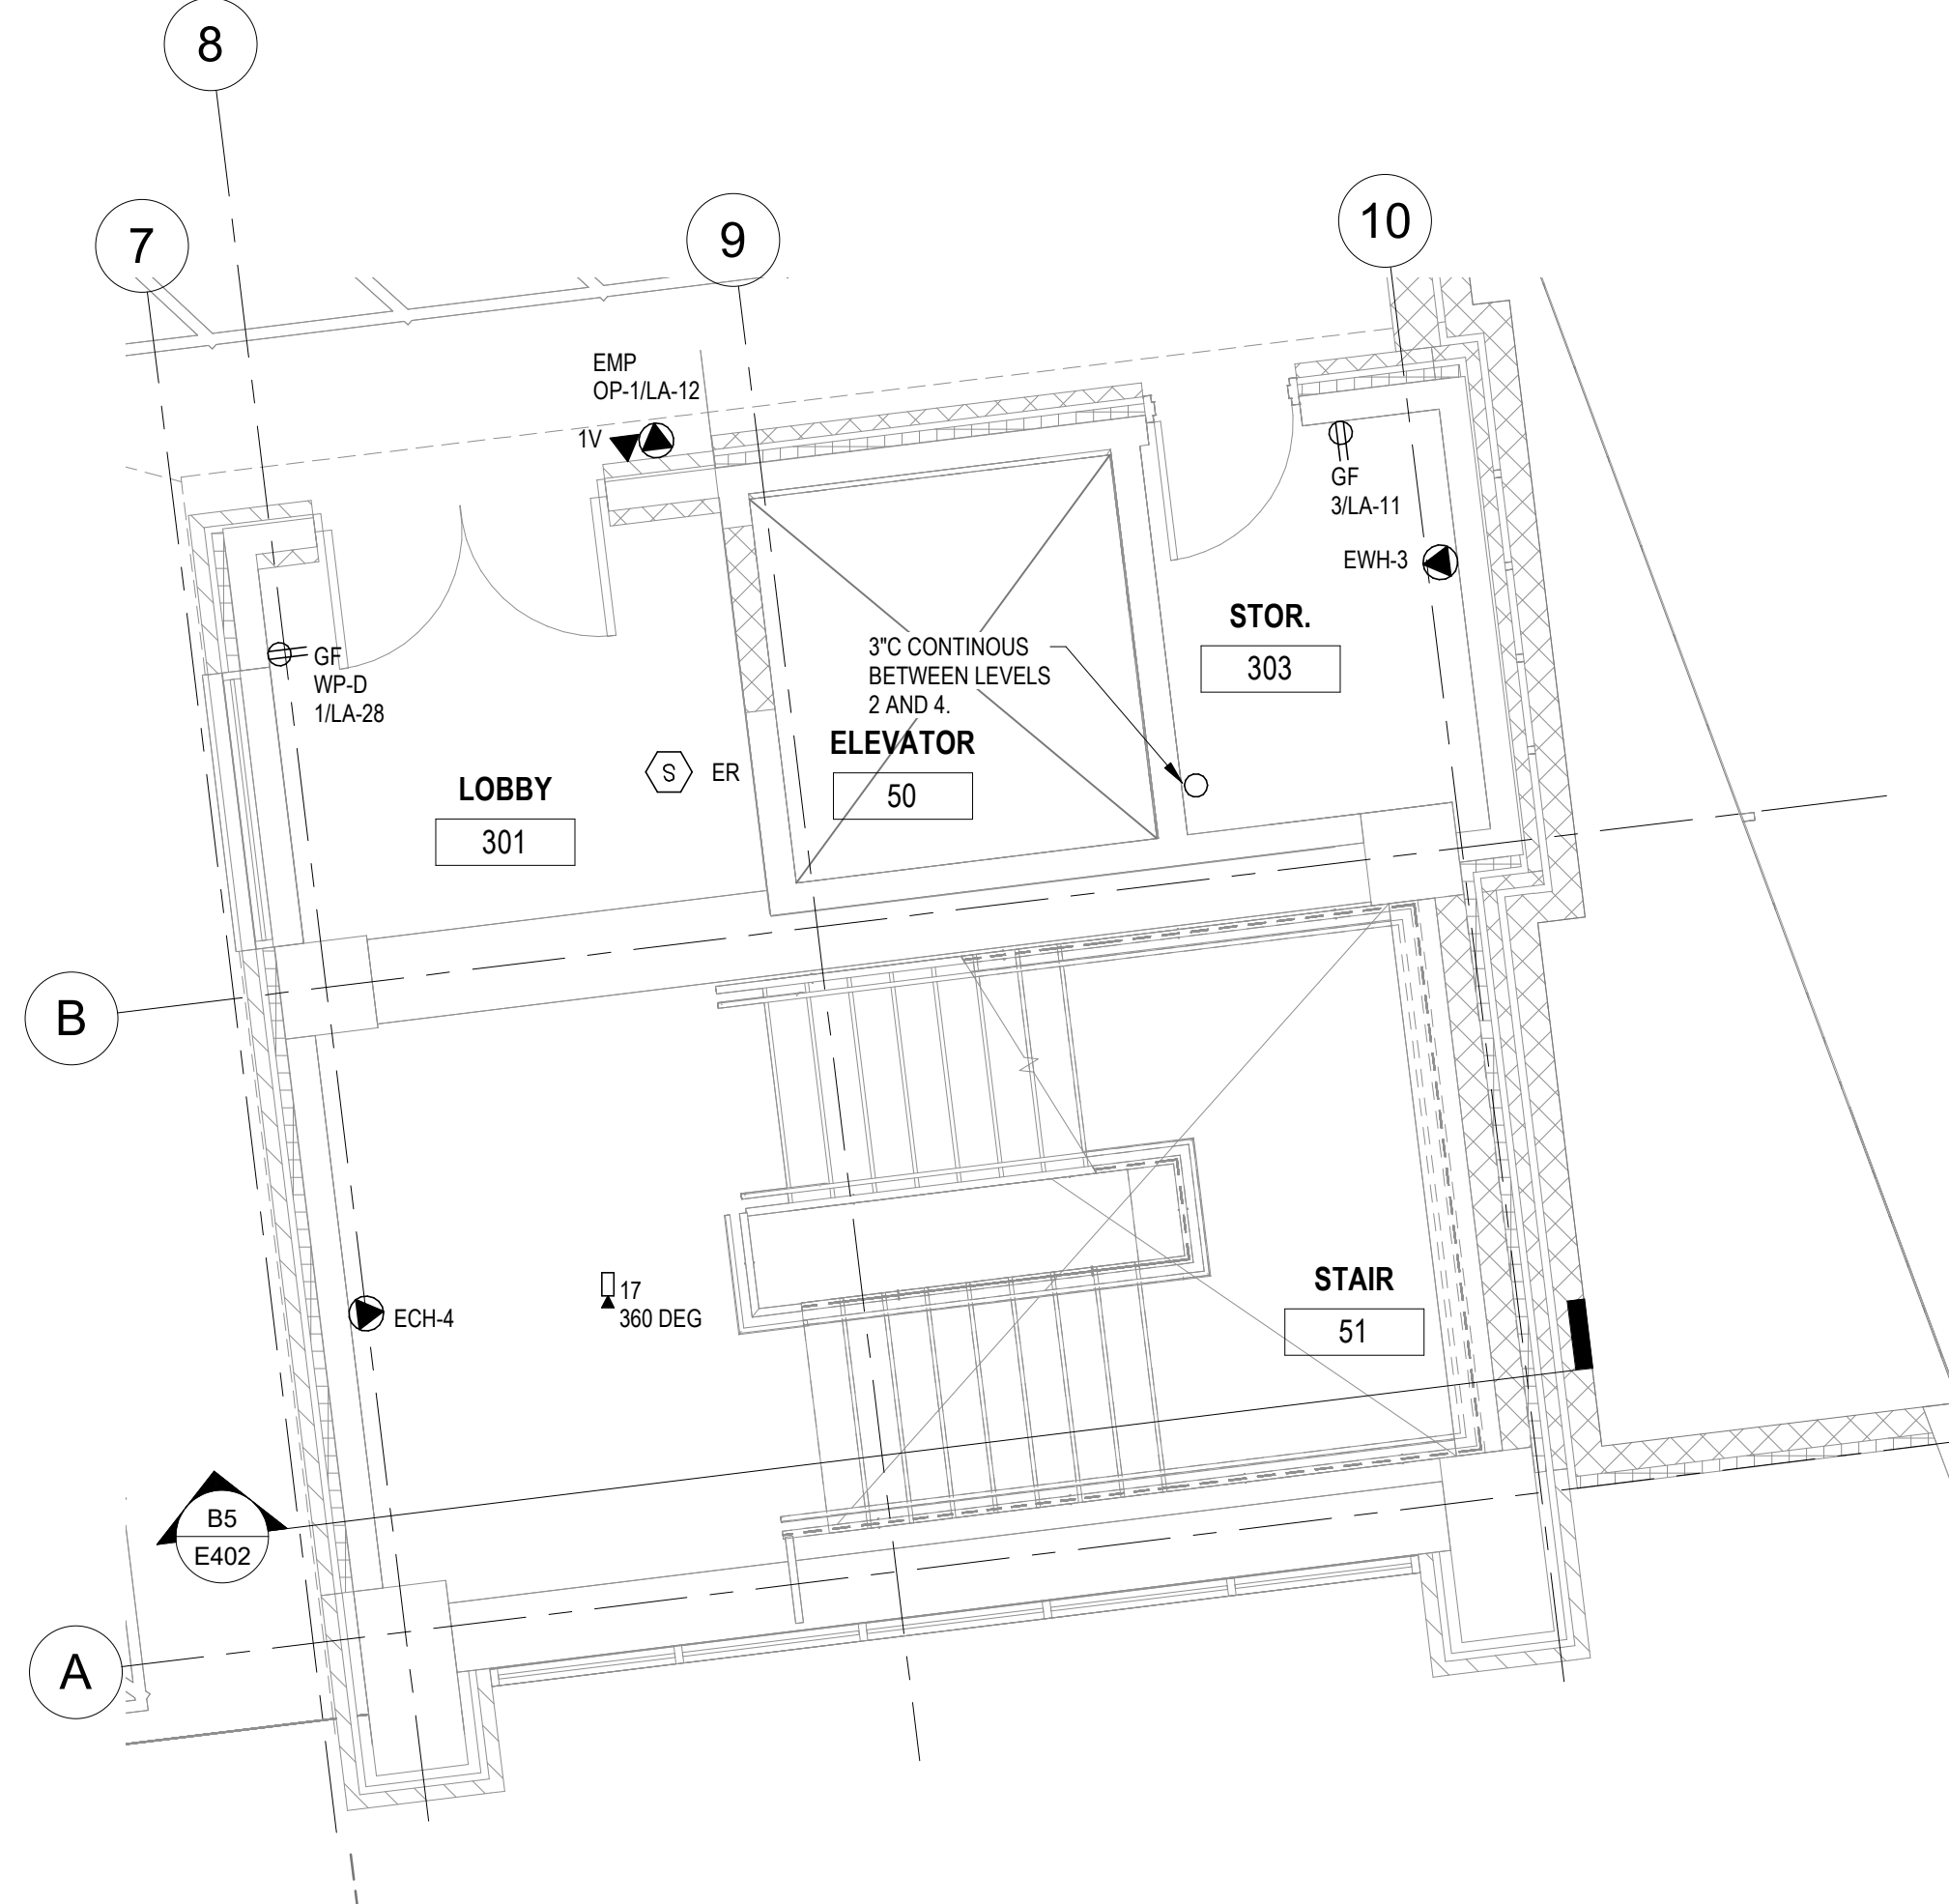 8
7
9
10
EMP
OP-1/LA-12
1V
GF
3/LA-11
EWH-3
STOR.
303
GF
WP-D
1/LA-28
3"C CONTINOUS
BETWEEN LEVELS
2 AND 4.
ELEVATOR
50
S ER
LOBBY
301
B
17
360 DEG
ECH-4
STAIR
51
B5
E402
A